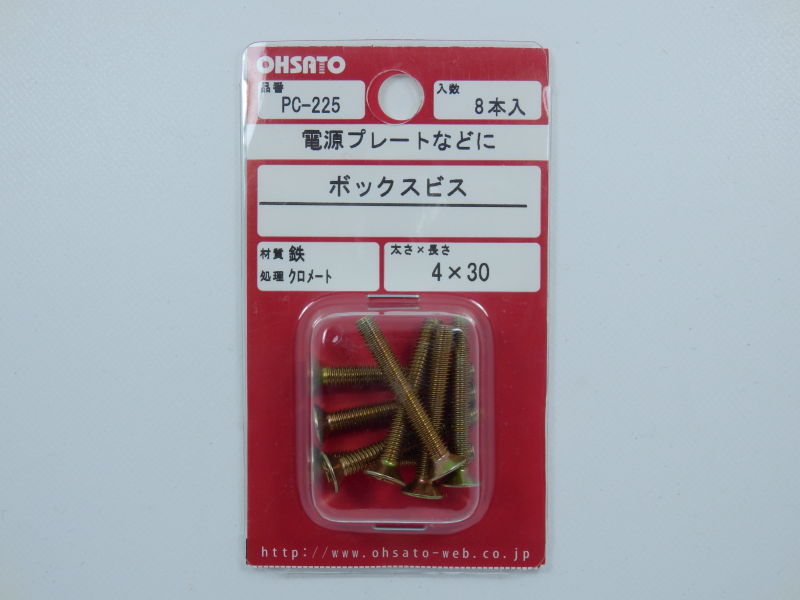 OHSATO
品番
PC-225
入数
8本入
電源プレートなどに
ボックスビス
材質 鉄
処理 クロメート
太さ×長さ
4×30
http://www.ohsato-web.co.jp